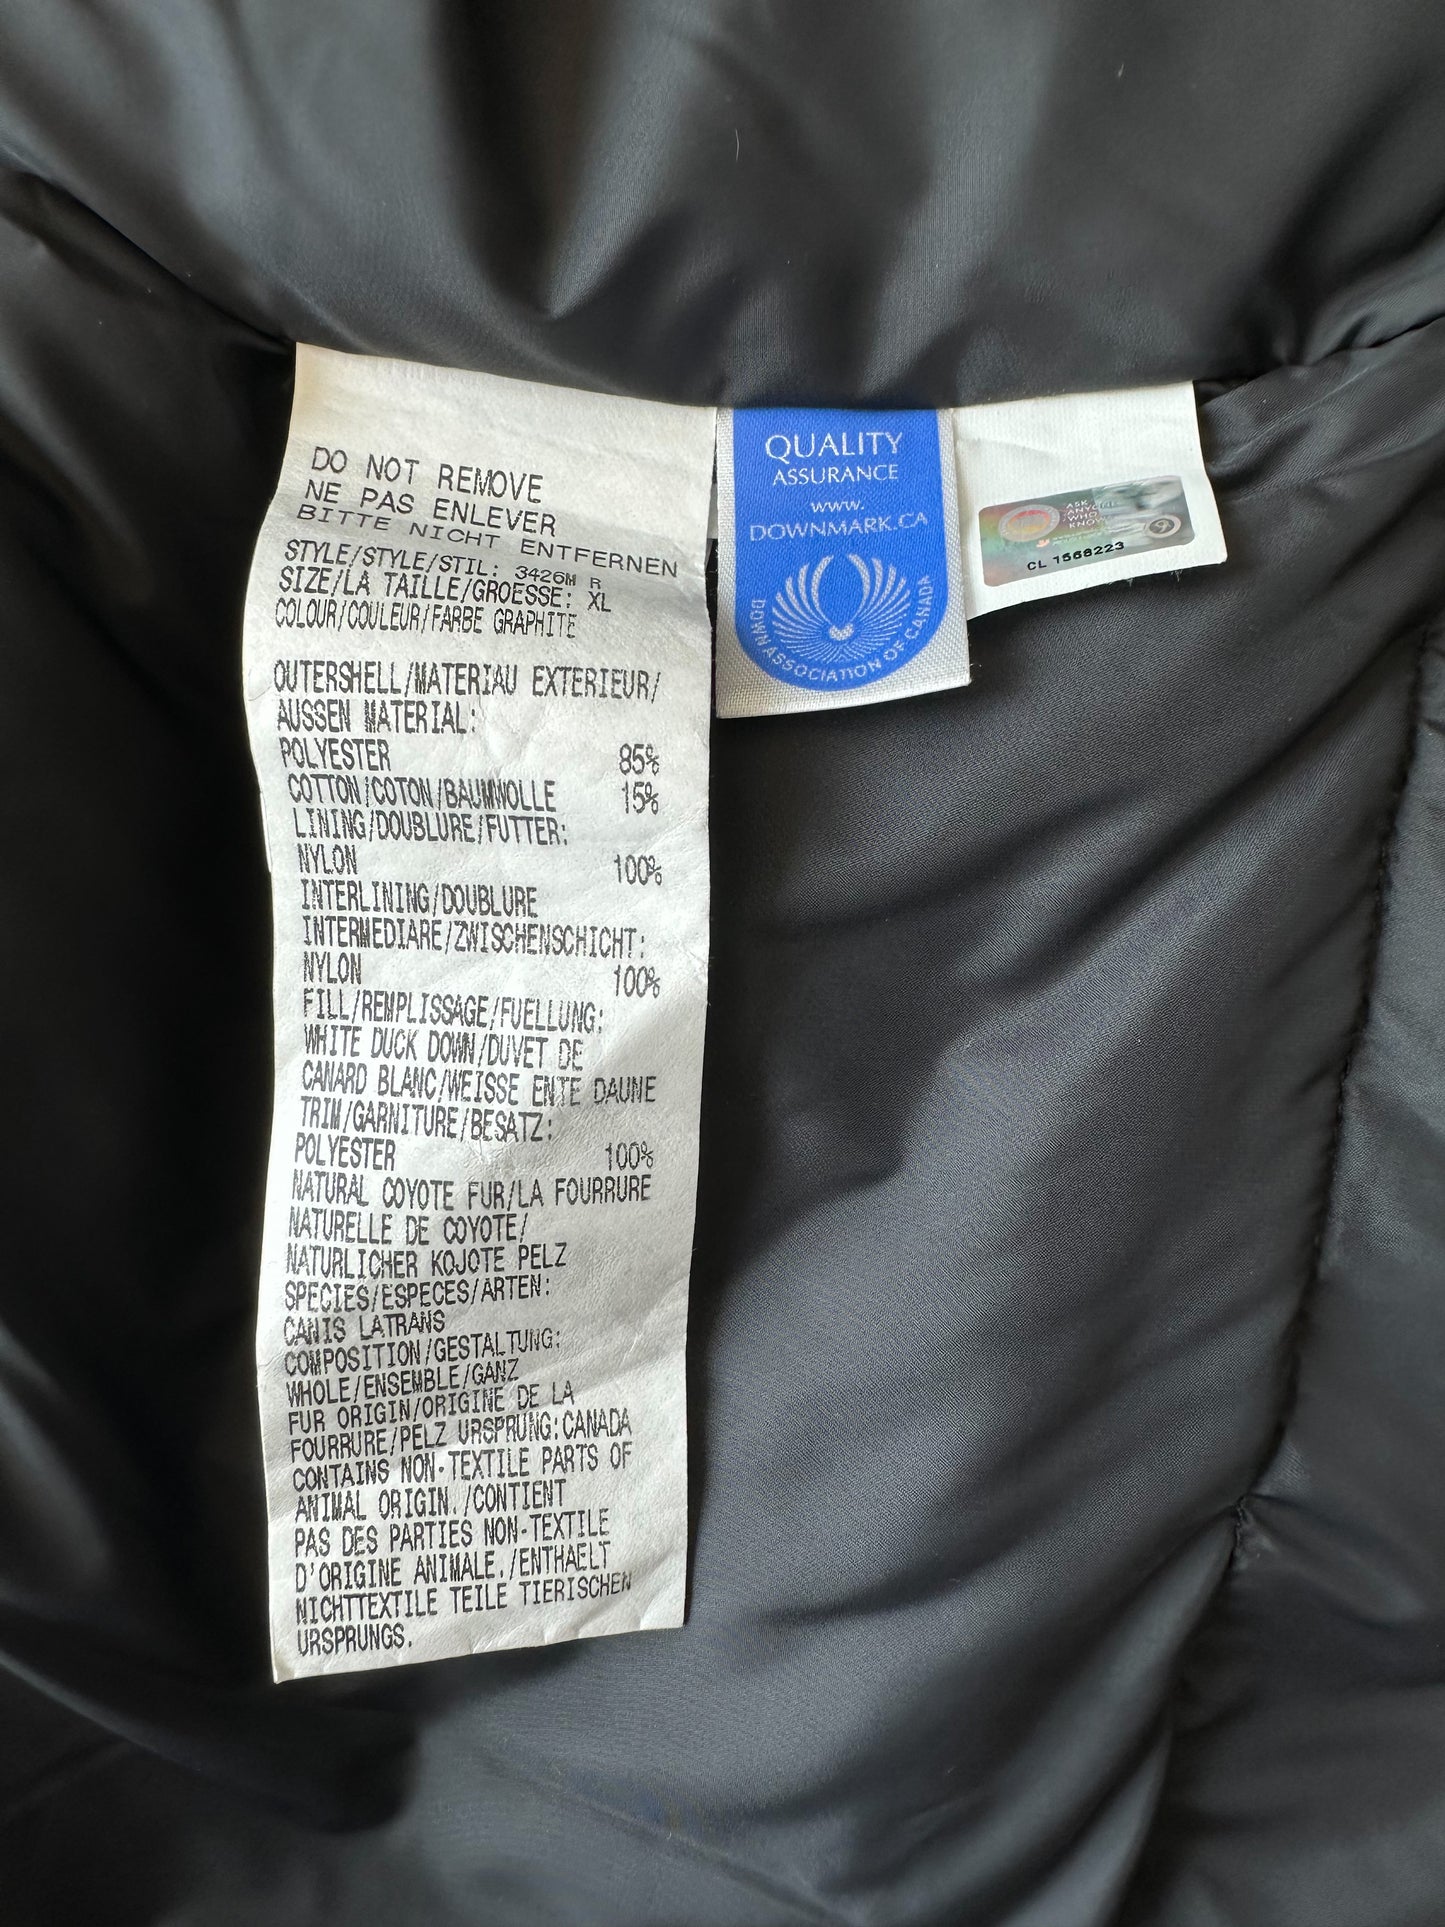 DO NOT REMOVE
NE PAS ENLEVER
BITTE NICHT ENTFERNEN
STYLE/STYLE/STIL: 3426M R
SIZE/LA TAILLE/GROESSE: XL
COLOUR/COULEUR/FARBE GRAPHITE
OUTERSHELL/MATERIAU EXTERIEUR/
AUSSEN MATERIAL:
POLYESTER 85%
COTTON/COTON/BAUMWOLLE 15%
LINING/DOUBLURE/FUTTER:
NYLON 100%
INTERLINING/DOUBLURE
INTERMEDIARE/ZWISCHENSCHICHT:
NYLON 100%
FILL/REMPLISSAGE/FUELLUNG:
WHITE DUCK DOWN/DUVET DE
CANARD BLANC/WEISSE ENTE DAUNE
TRIM/GARNITURE/BESATZ:
POLYESTER 100%
NATURAL COYOTE FUR/LA FOURRURE
NATURELLE DE COYOTE/
NATURLICHER KOJOTE PELZ
SPECIES/ESPECES/ARTEN:
CANIS LATRANS
COMPOSITION/GESTALTUNG:
WHOLE/ENSEMBLE/GANZ
FUR ORIGIN/ORIGINE DE LA
FOURRURE/PELZ URSPRUNG:CANADA
CONTAINS NON-TEXTILE PARTS OF
ANIMAL ORIGIN./CONTIENT
PAS DES PARTIES NON-TEXTILE
D'ORIGINE ANIMALE./ENTHAELT
NICHTTEXTILE TEILE TIERISCHEN
URSPRUNGS.
QUALITY
ASSURANCE
www.
DOWNMARK.CA
DOWN ASSOCIATION OF CANADA
ASK
WHO
CL 1568223